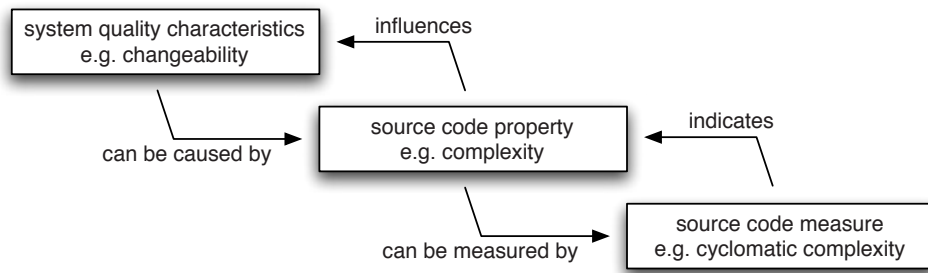 system quality characteristics
e.g. changeability
influences
can be caused by
source code property
e.g. complexity
indicates
can be measured by
source code measure
e.g. cyclomatic complexity